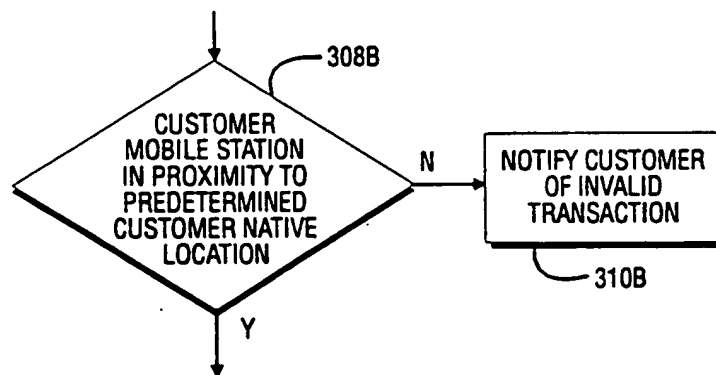 308B
CUSTOMER
MOBILE STATION
IN PROXIMITY TO
PREDETERMINED
CUSTOMER NATIVE
LOCATION
N
NOTIFY CUSTOMER
OF INVALID
TRANSACTION
310B
Y